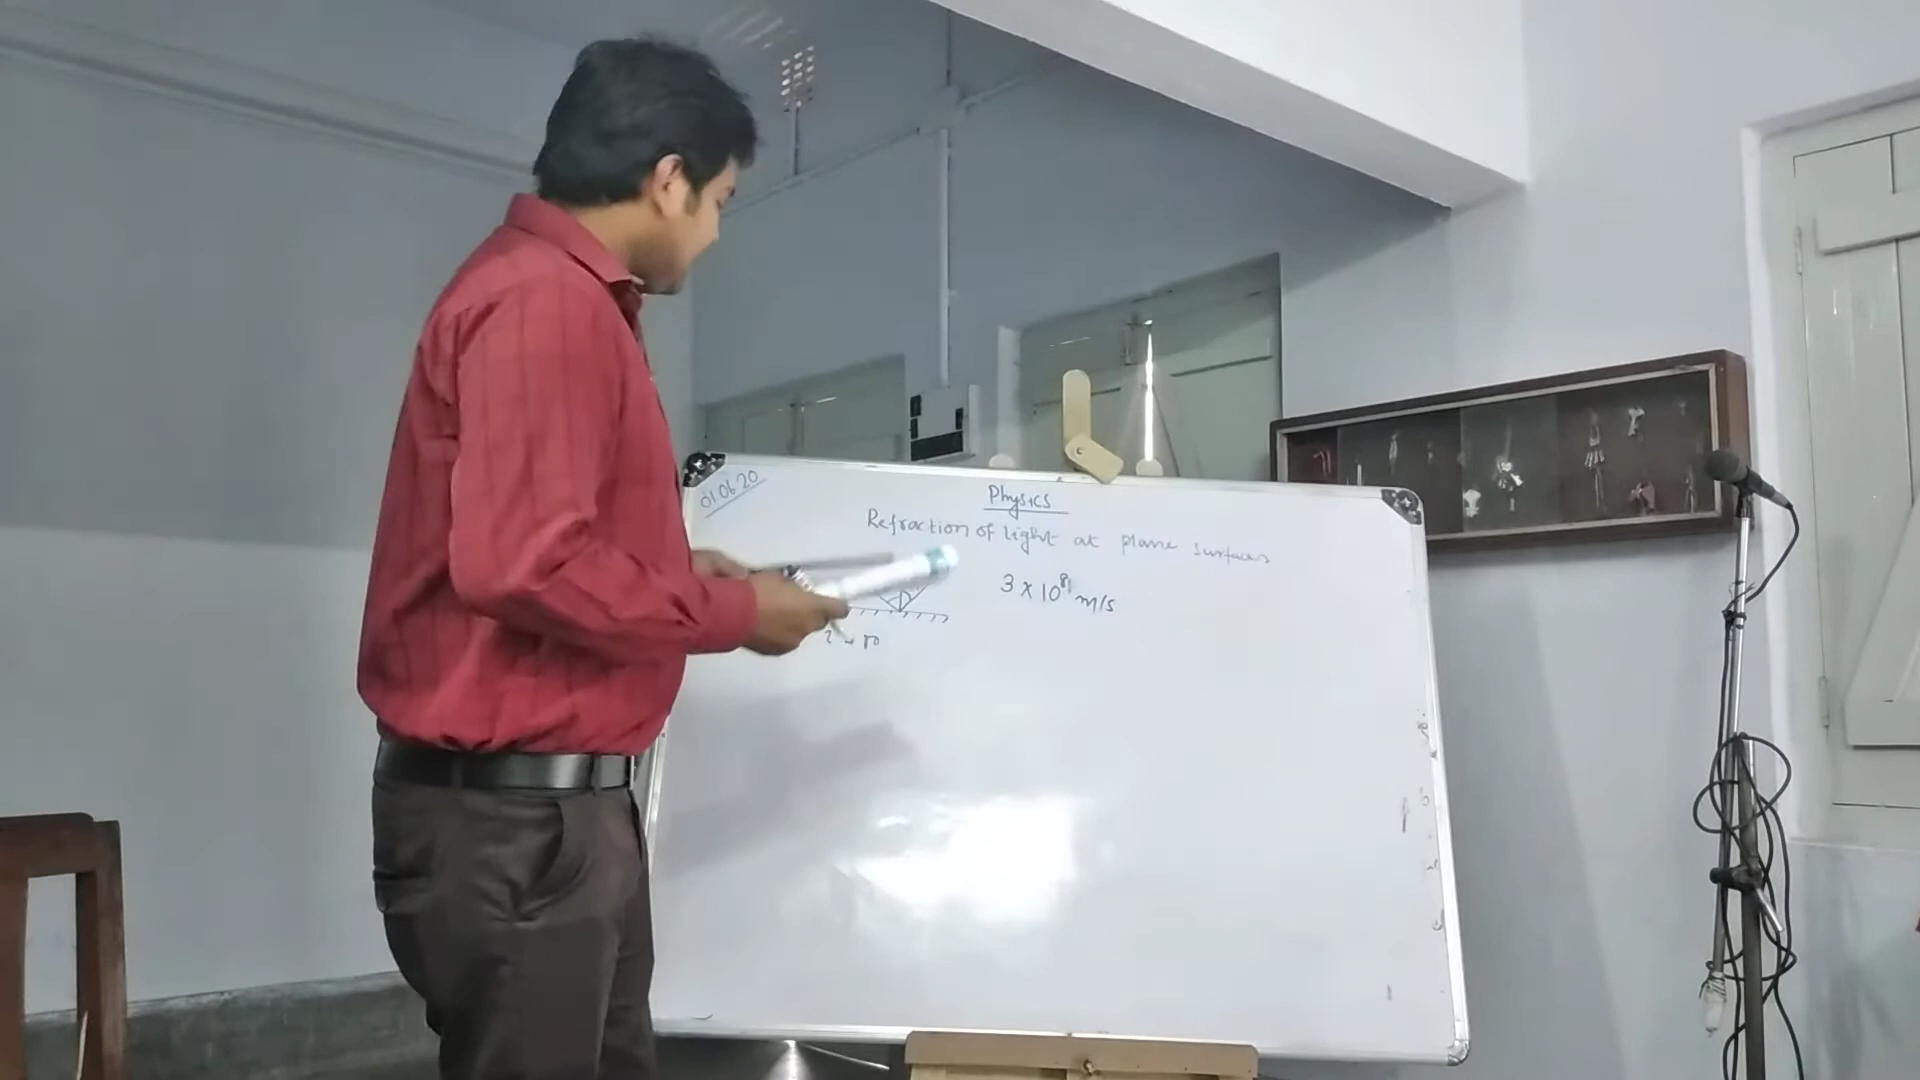 01.06.20
Physics
Refraction of light at plane surfaces
3 x 10⁸ m/s